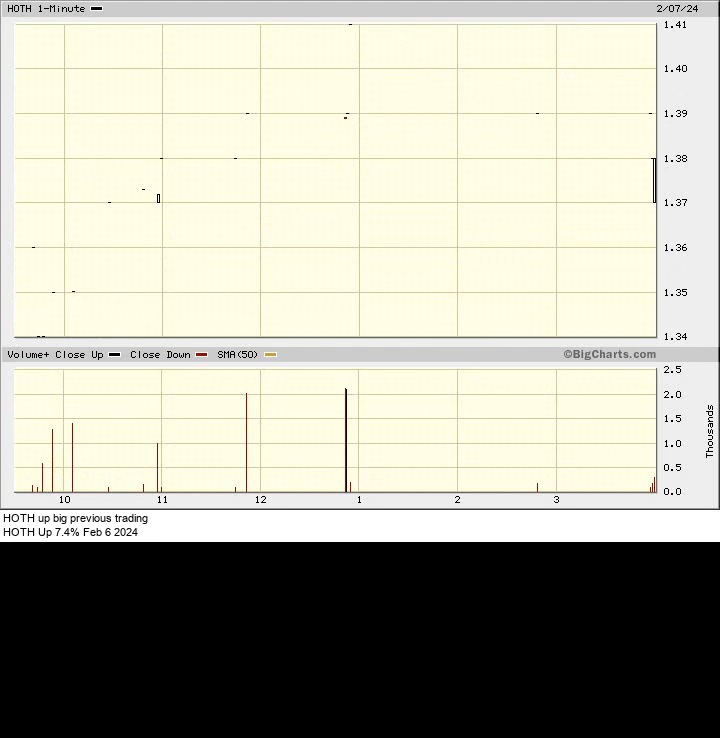 HOTH 1-Minute 2/07/24
1.41
1.40
1.39
1.38
1.37
1.36
1.35
1.34
Volume+ Close Up Close Down SMA(50) ©BigCharts.com
2.5
2.0
1.5
1.0
0.5
0.0
Thousands
10 11 12 1 2 3
HOTH up big previous trading
HOTH Up 7.4% Feb 6 2024